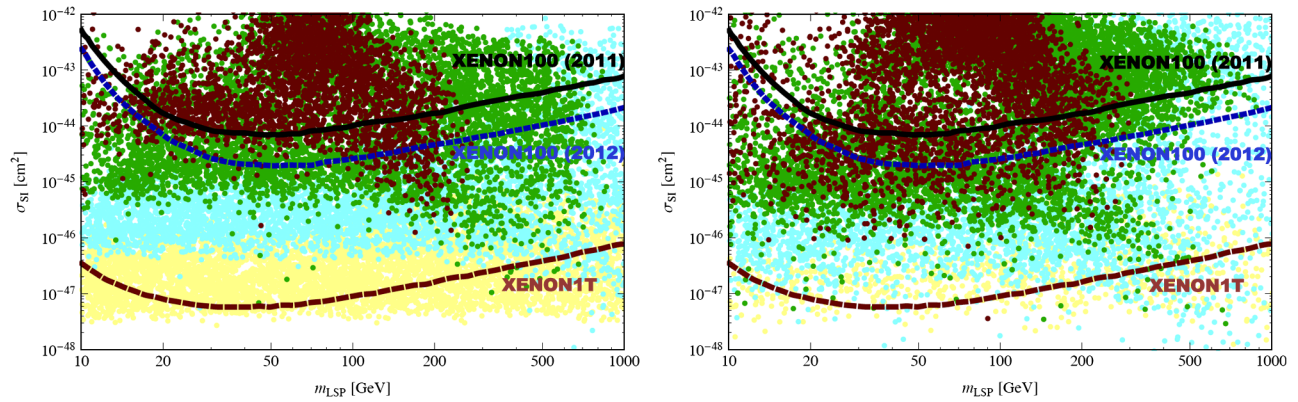 10⁻⁴²
10⁻⁴³
10⁻⁴⁴
10⁻⁴⁵
10⁻⁴⁶
10⁻⁴⁷
10⁻⁴⁸
σSI [cm²]
XENON100 (2011)
XENON100 (2012)
XENON1T
10 20 50 100 200 500 1000
mLSP [GeV]
10⁻⁴²
10⁻⁴³
10⁻⁴⁴
10⁻⁴⁵
10⁻⁴⁶
10⁻⁴⁷
10⁻⁴⁸
σSI [cm²]
XENON100 (2011)
XENON100 (2012)
XENON1T
10 20 50 100 200 500 1000
mLSP [GeV]